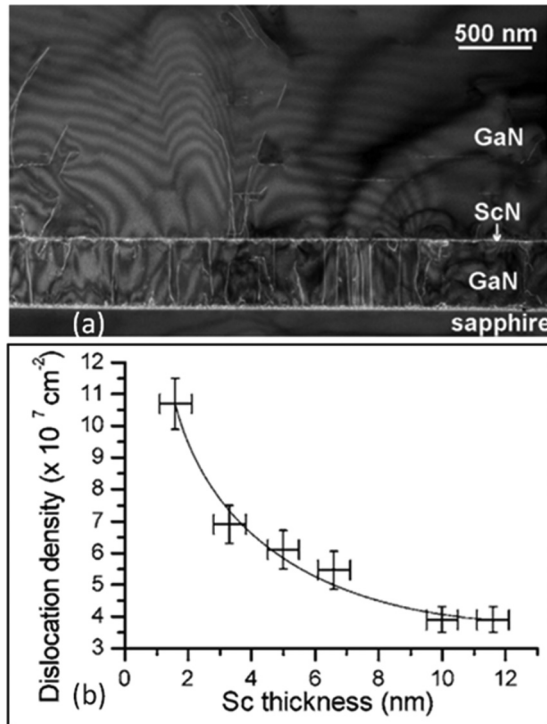 500 nm
GaN
ScN
GaN
sapphire
(a)
Dislocation density (x 10 ⁷ cm⁻²)
12
11
10
9
8
7
6
5
4
3
0 2 4 6 8 10 12
Sc thickness (nm)
(b)